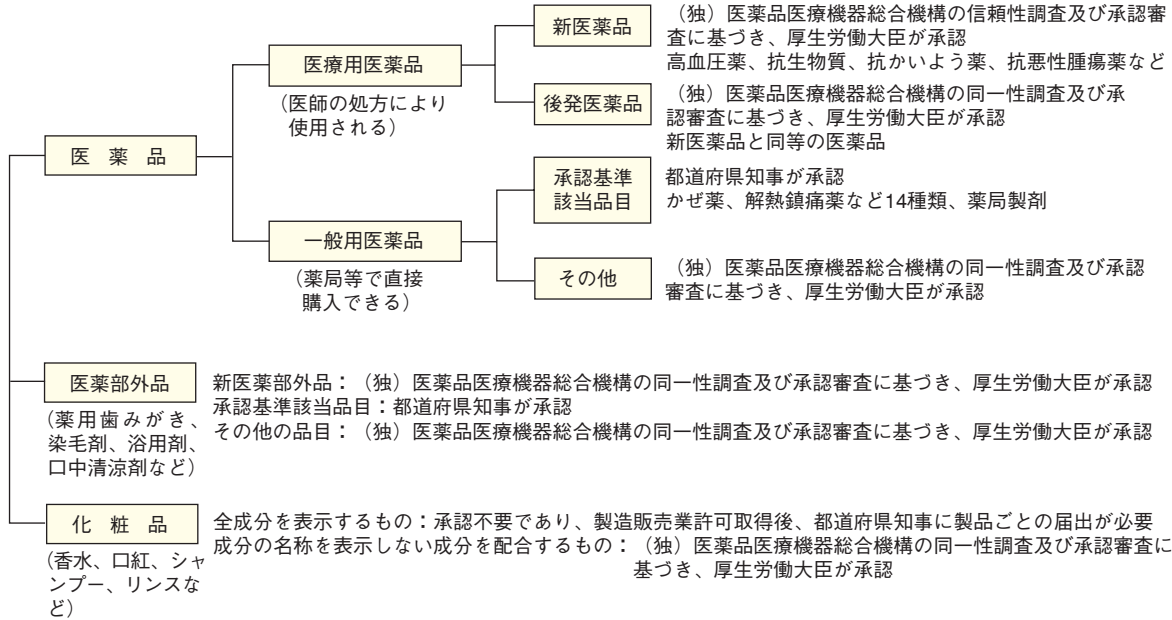 医薬品
医療用医薬品
（医師の処方により
使用される）
新医薬品
（独）医薬品医療機器総合機構の信頼性調査及び承認審
査に基づき、厚生労働大臣が承認
高血圧薬、抗生物質、抗かいよう薬、抗悪性腫瘍薬など
後発医薬品
（独）医薬品医療機器総合機構の同一性調査及び承
認審査に基づき、厚生労働大臣が承認
新医薬品と同等の医薬品
一般用医薬品
（薬局等で直接
購入できる）
承認基準
該当品目
都道府県知事が承認
かぜ薬、解熱鎮痛薬など14種類、薬局製剤
その他
（独）医薬品医療機器総合機構の同一性調査及び承認
審査に基づき、厚生労働大臣が承認
医薬部外品
（薬用歯みがき、
染毛剤、浴用剤、
口中清涼剤など）
新医薬部外品：（独）医薬品医療機器総合機構の同一性調査及び承認審査に基づき、厚生労働大臣が承認
承認基準該当品目：都道府県知事が承認
その他の品目：（独）医薬品医療機器総合機構の同一性調査及び承認審査に基づき、厚生労働大臣が承認
化粧品
（香水、口紅、シャ
ンプー、リンスな
ど）
全成分を表示するもの：承認不要であり、製造販売業許可取得後、都道府県知事に製品ごとの届出が必要
成分の名称を表示しない成分を配合するもの：（独）医薬品医療機器総合機構の同一性調査及び承認審査に
基づき、厚生労働大臣が承認